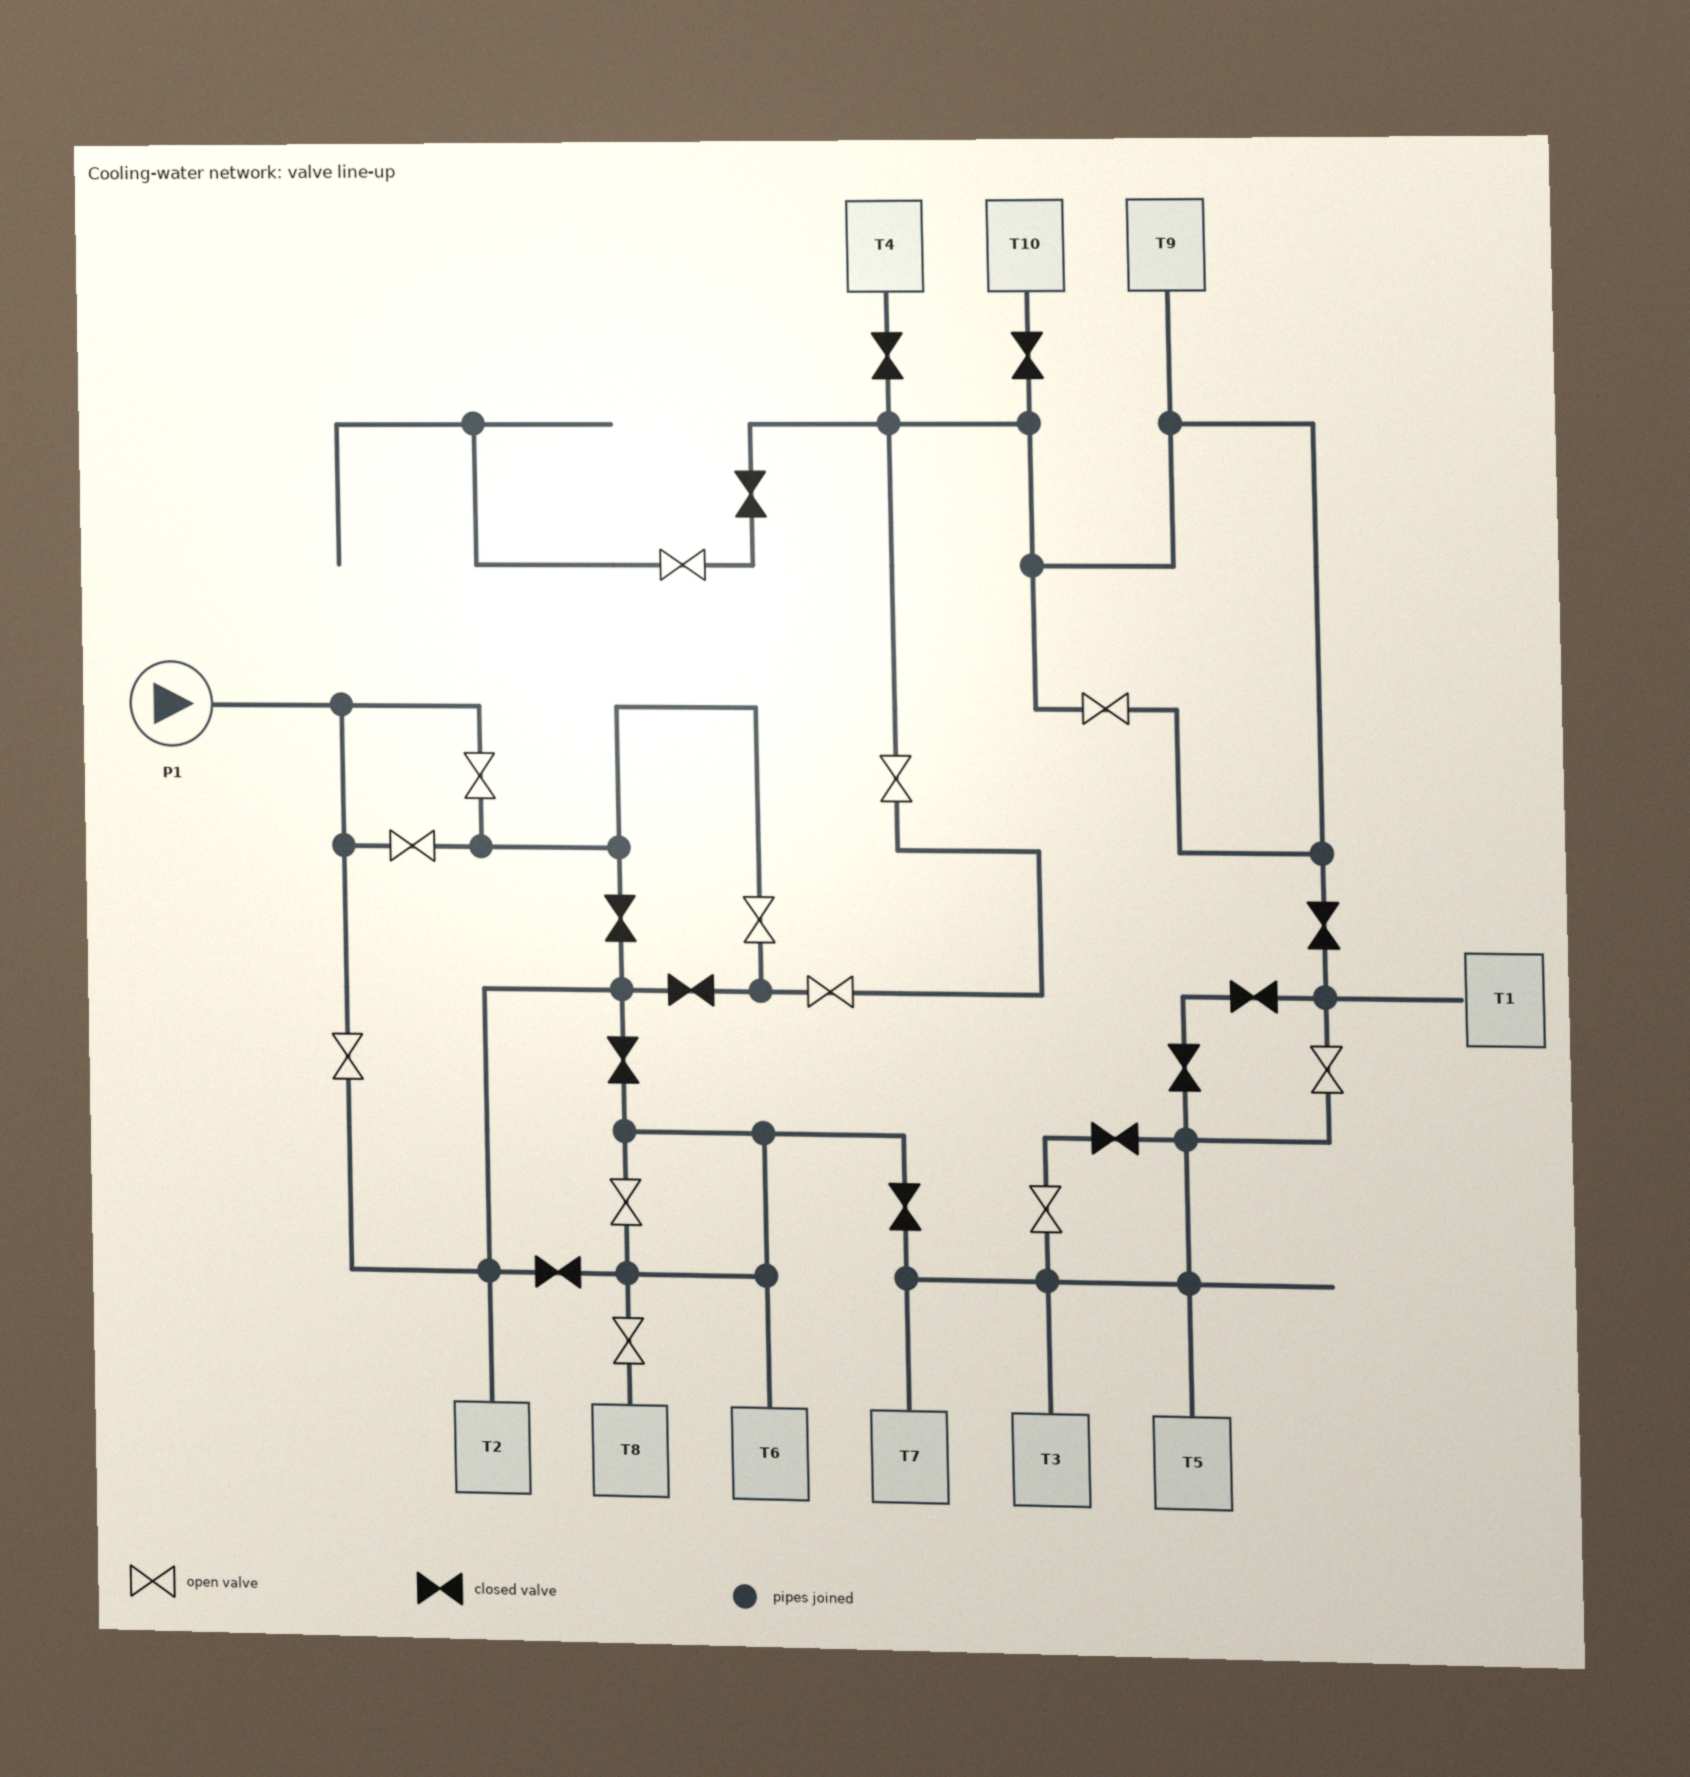 Cooling-water network: valve line-up
T4
T10
T9
P1
T1
T2
T8
T6
T7
T3
T5
open valve
closed valve
pipes joined